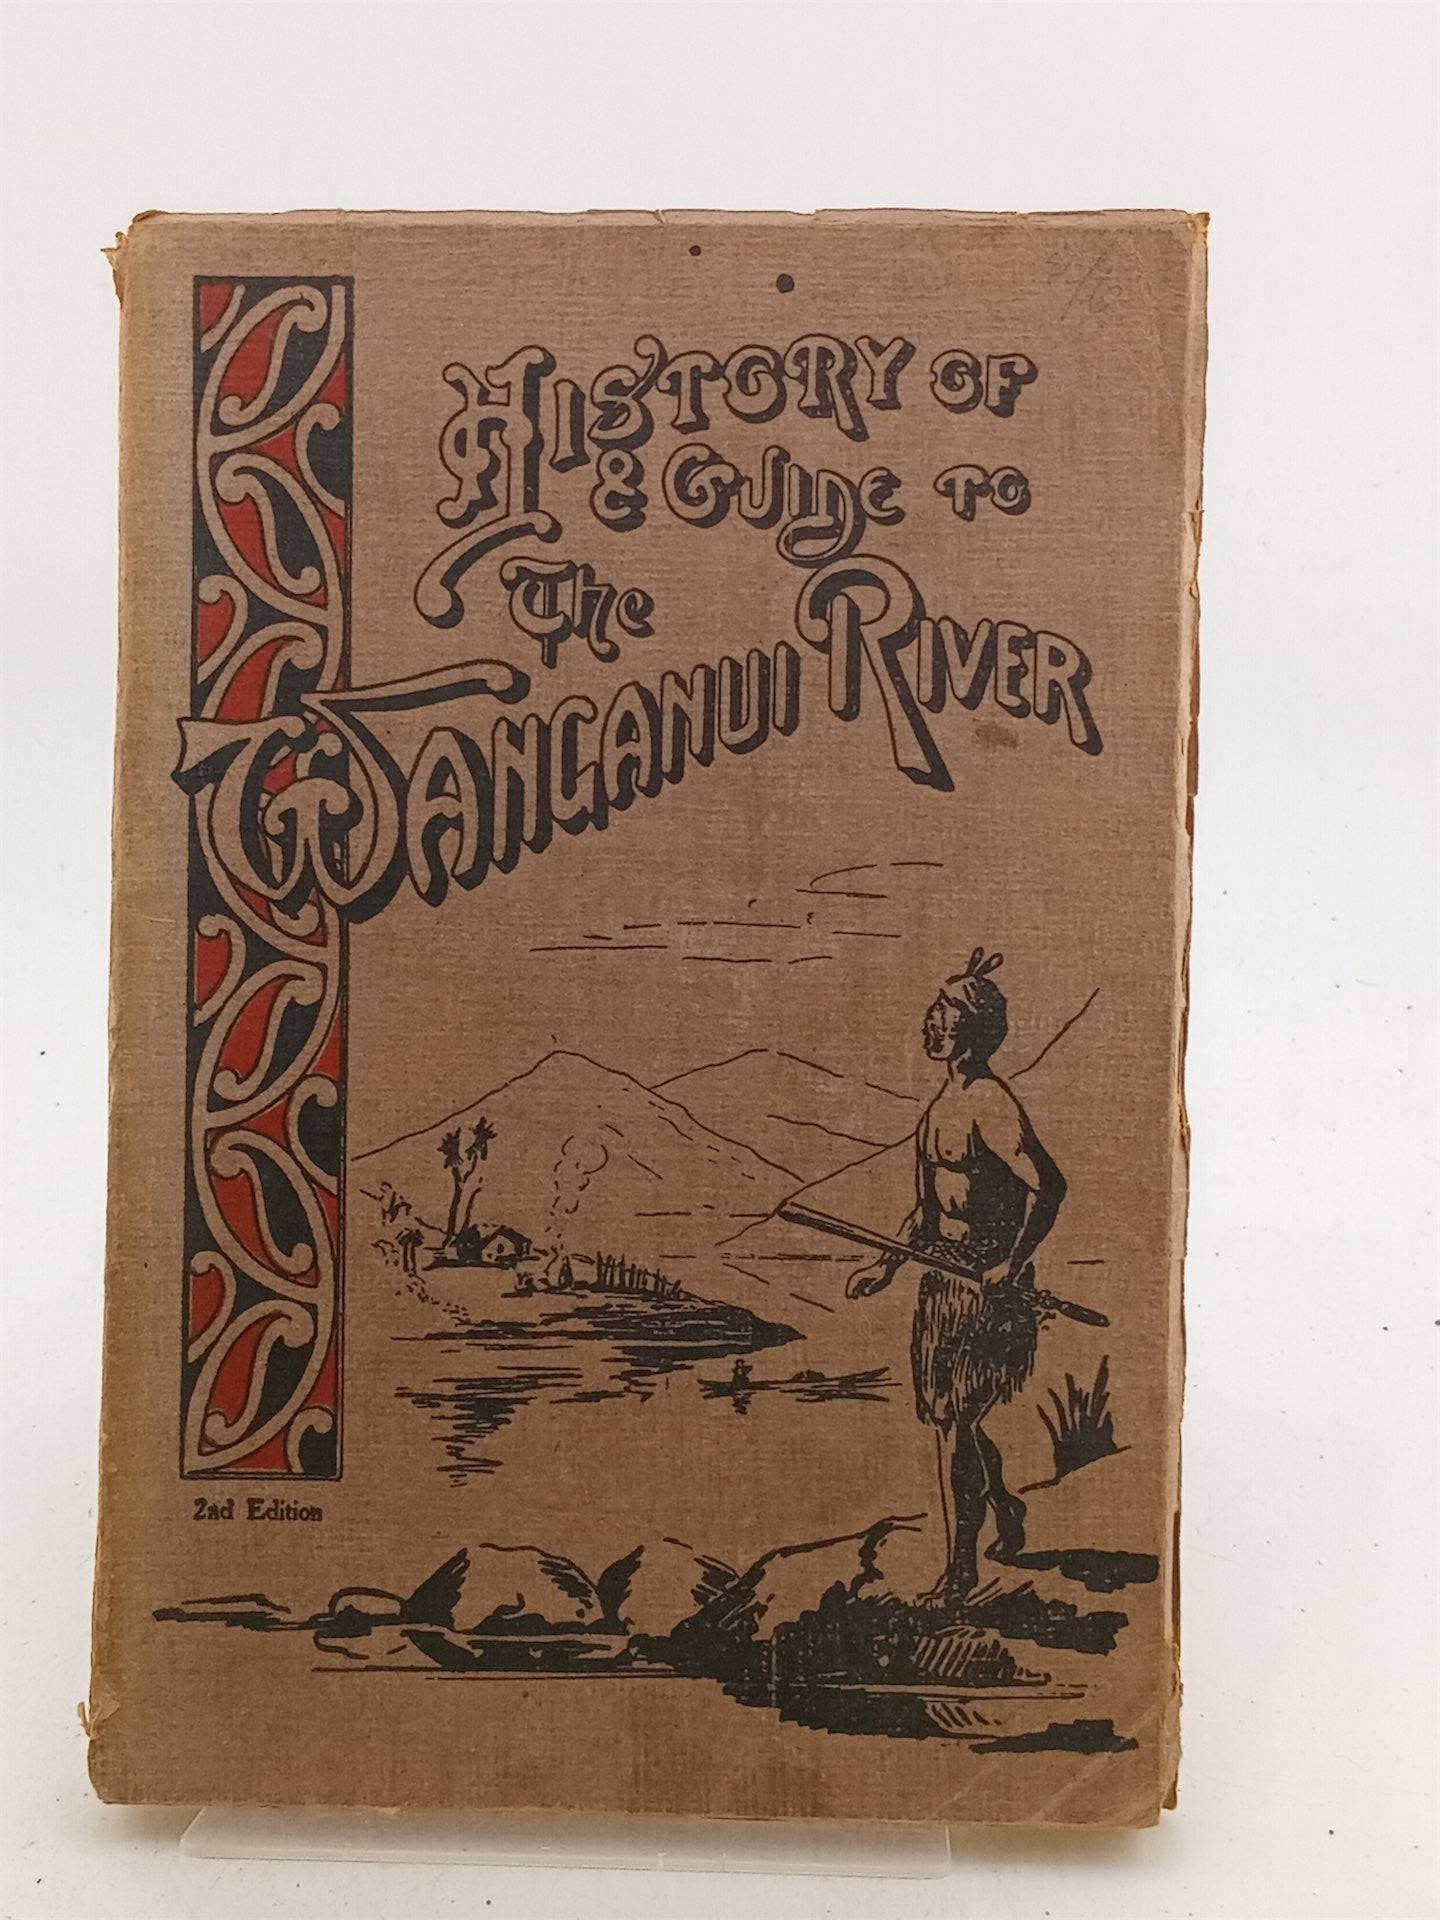 HISTORY OF
& GUIDE TO
The
WANGANUI RIVER
2nd Edition